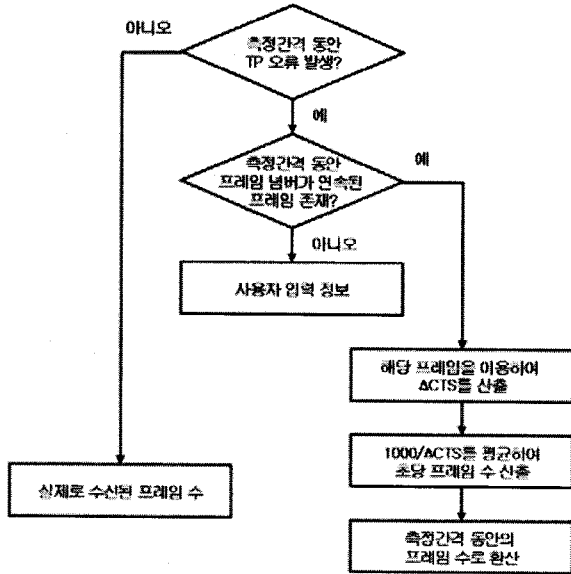 아니오
측정간격 동안
TP 오류 발생?
예
측정간격 동안
프레임 넘버가 연속된
프레임 존재?
예
아니오
사용자 입력 정보
해당 프레임을 이용하여
ΔCTS를 산출
1000/ΔCTS를 평균하여
초당 프레임 수 산출
실제로 수신된 프레임 수
측정간격 동안의
프레임 수로 환산